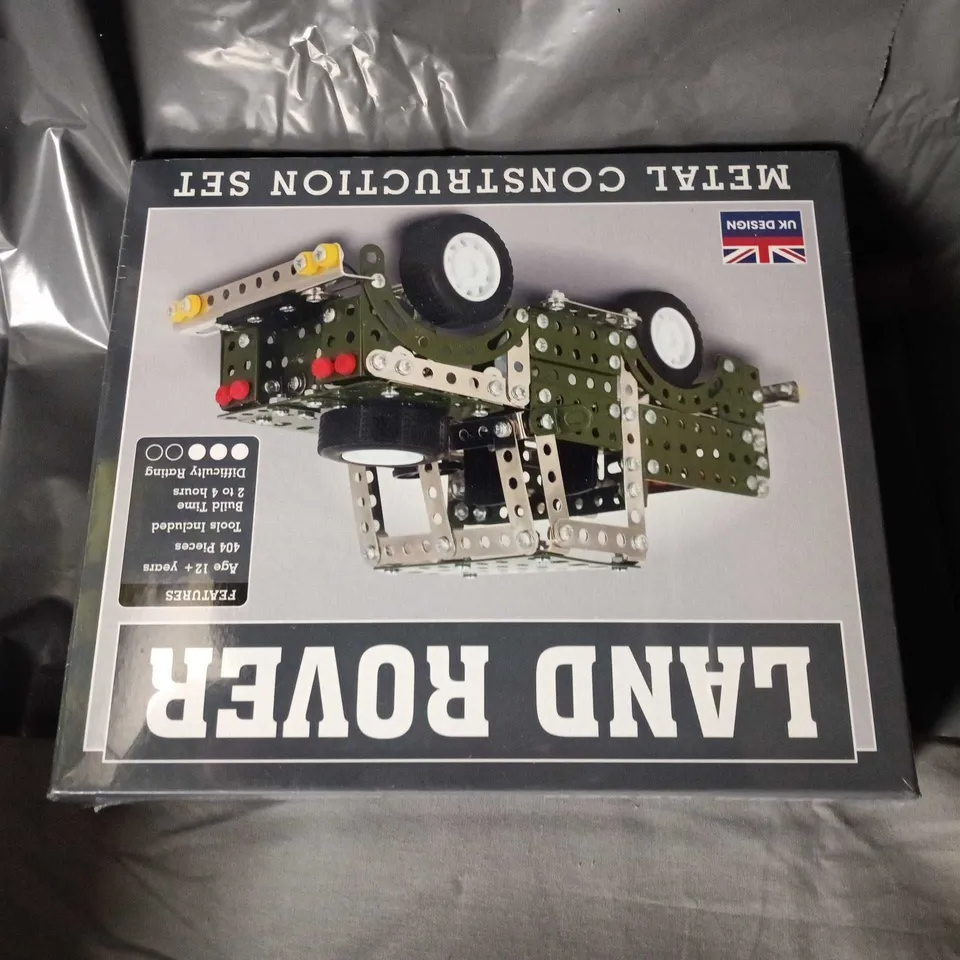 LAND ROVER
FEATURES
Age 12 + years
404 Pieces
Tools Included
Build Time
2 to 4 hours
Difficulty Rating
UK DESIGN
METAL CONSTRUCTION SET